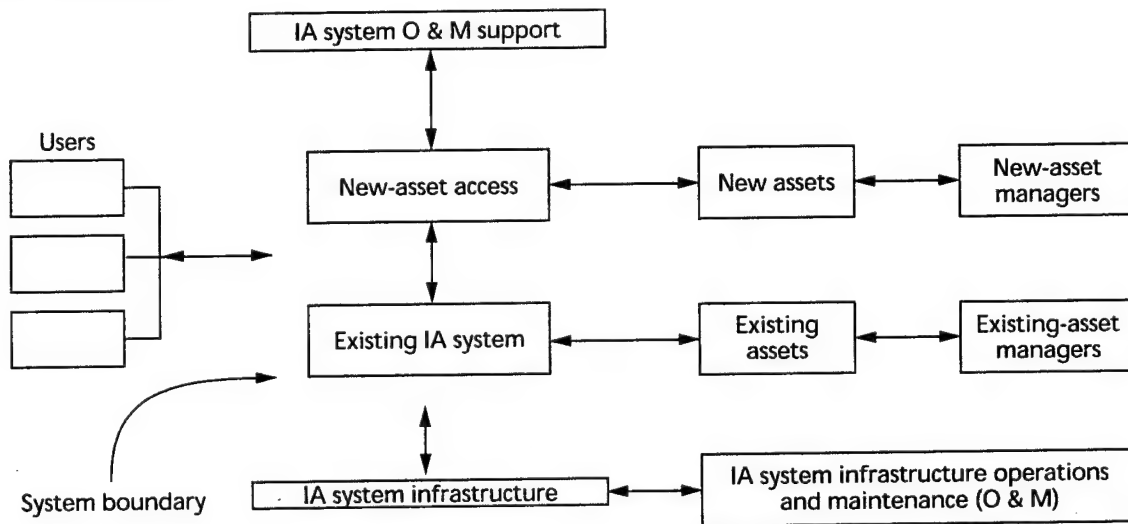 IA system O & M support
Users
New-asset access
New assets
New-asset
managers
Existing IA system
Existing
assets
Existing-asset
managers
System boundary
IA system infrastructure
IA system infrastructure operations
and maintenance (O & M)